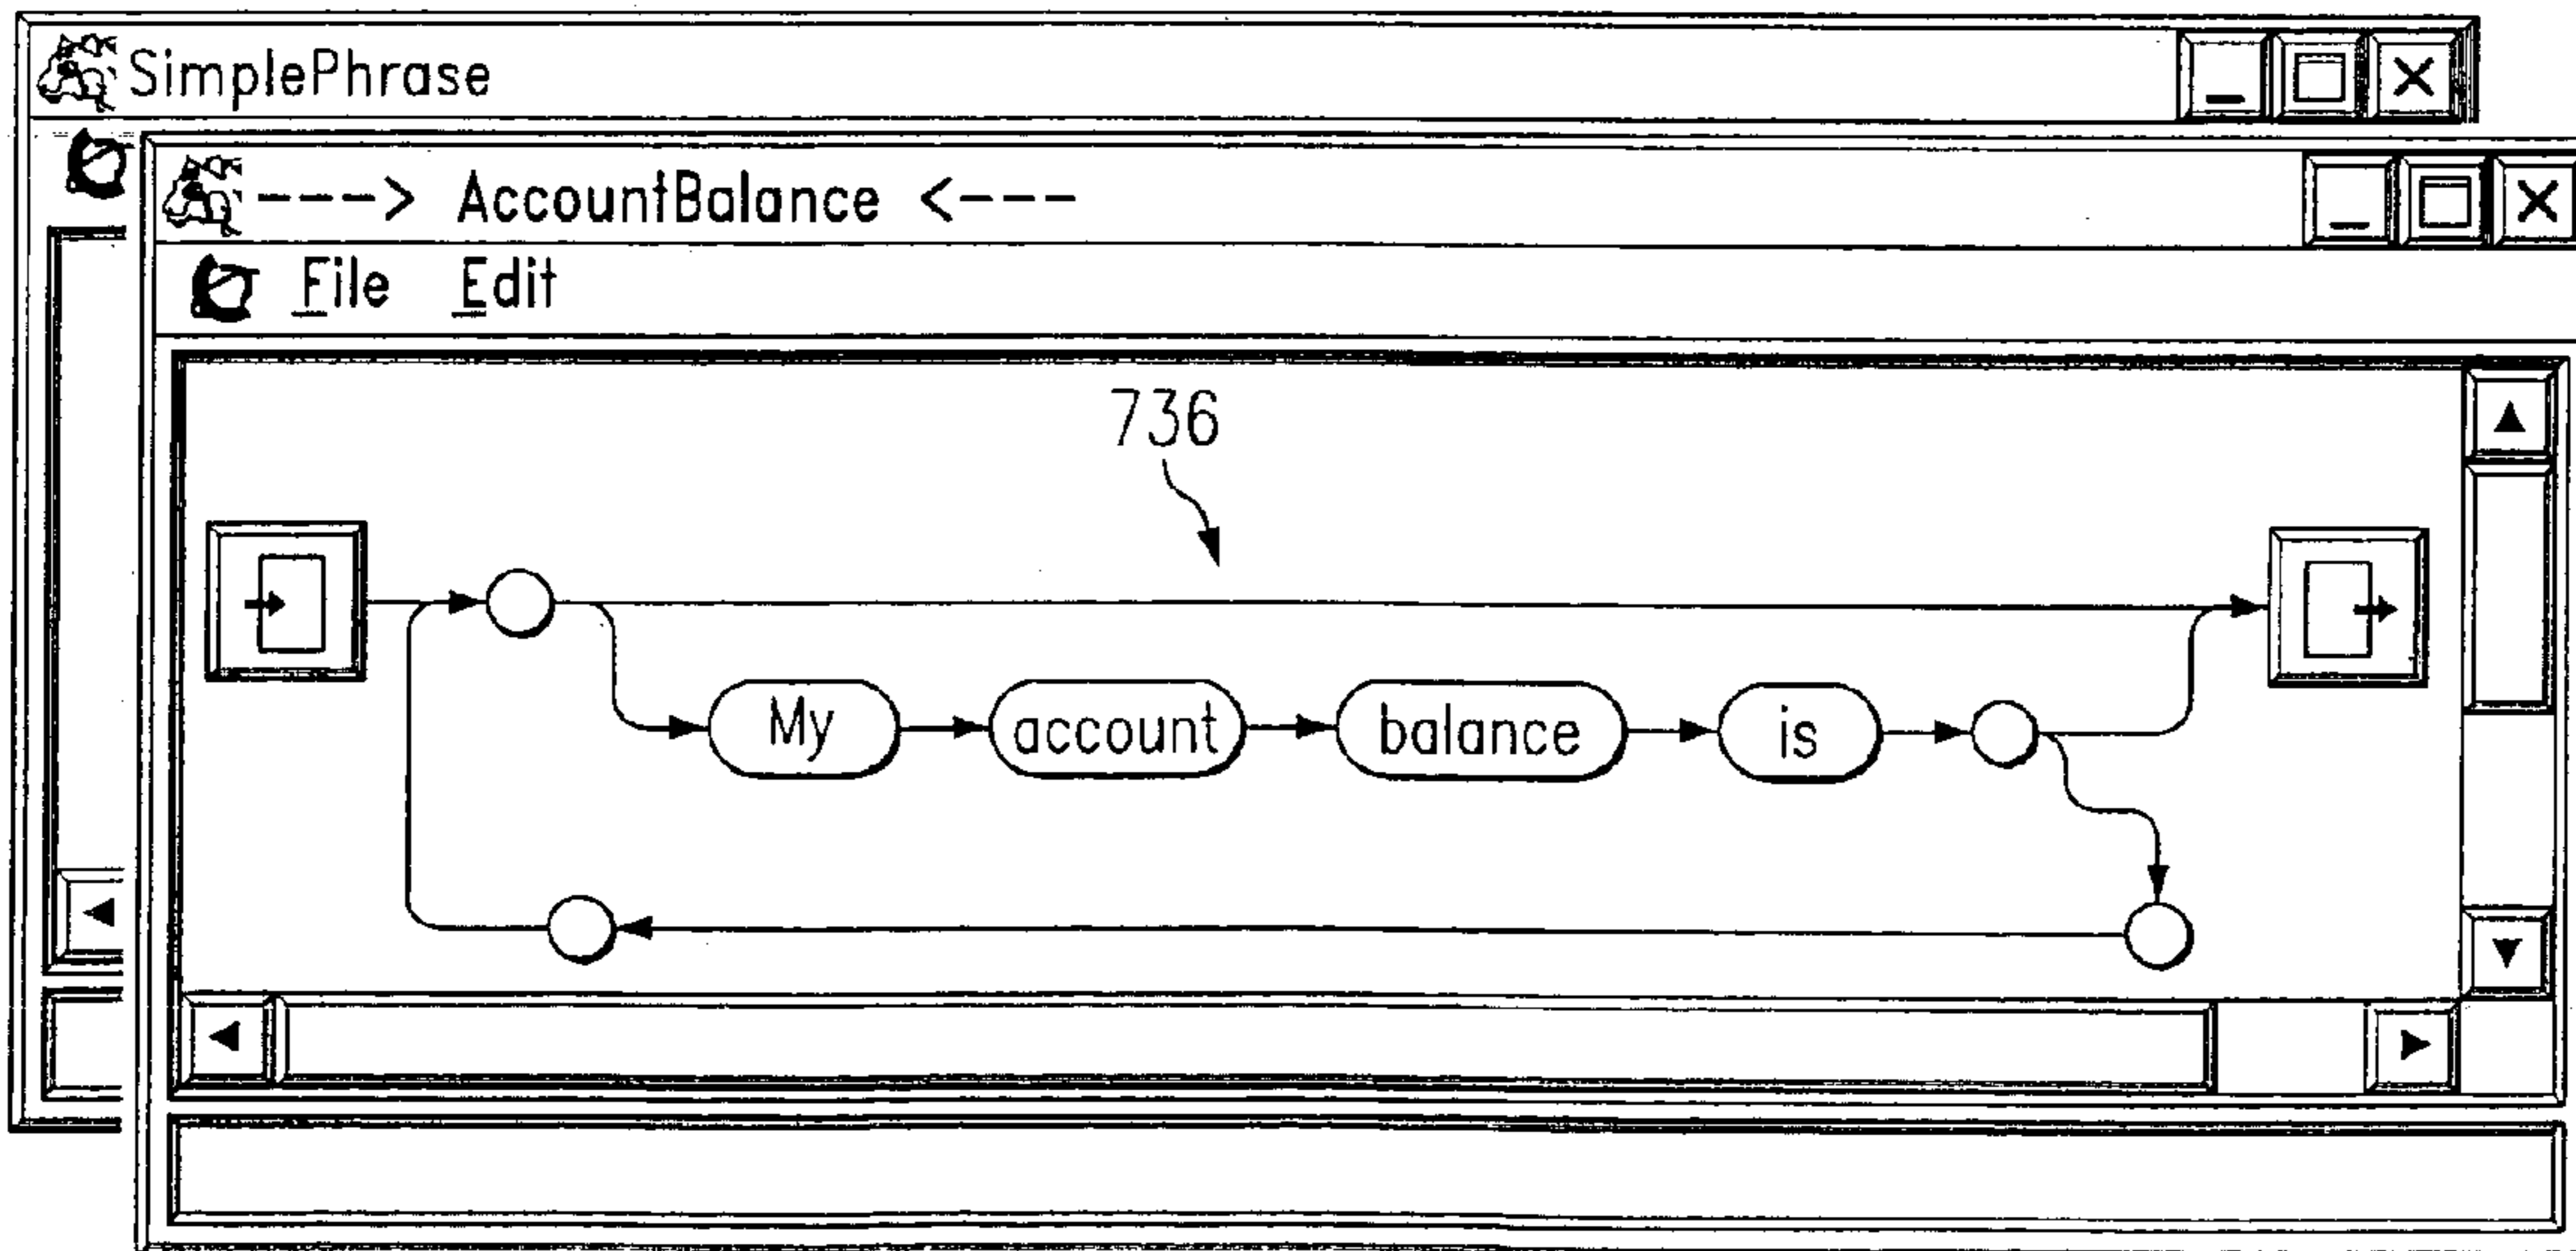 SimplePhrase
----> AccountBalance <---
File Edit
736
My account balance is